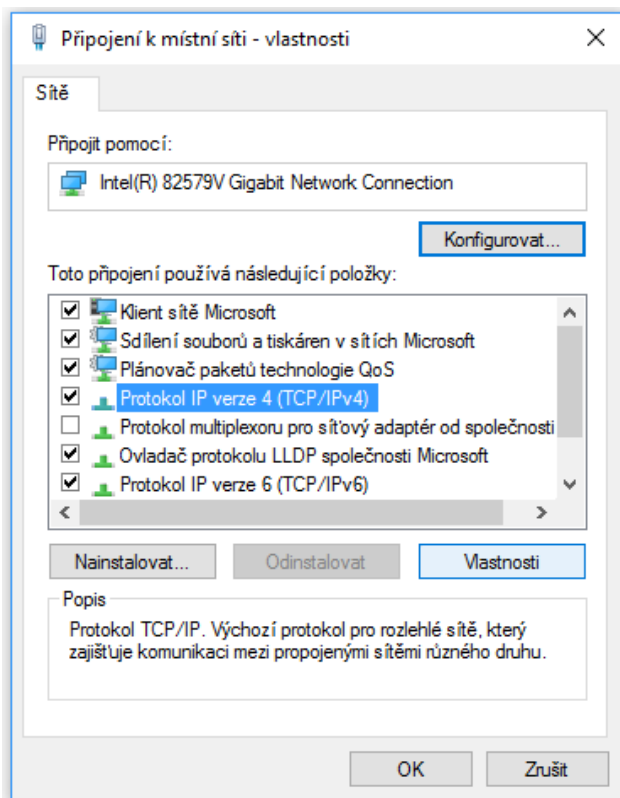 Připojení k místní síti - vlastnosti
Sítě
Připojit pomocí:
Intel(R) 82579V Gigabit Network Connection
Konfigurovat...
Toto připojení používá následující položky:
Klient sítě Microsoft
Sdílení souborů a tiskáren v sítích Microsoft
Plánovač paketů technologie QoS
Protokol IP verze 4 (TCP/IPv4)
Protokol multiplexoru pro síťový adaptér od společnosti
Ovladač protokolu LLDP společnosti Microsoft
Protokol IP verze 6 (TCP/IPv6)
Nainstalovat... Odinstalovat Vlastnosti
Popis
Protokol TCP/IP. Výchozí protokol pro rozlehlé sítě, který
zajišťuje komunikaci mezi propojenými sítěmi různého druhu.
OK Zrušit